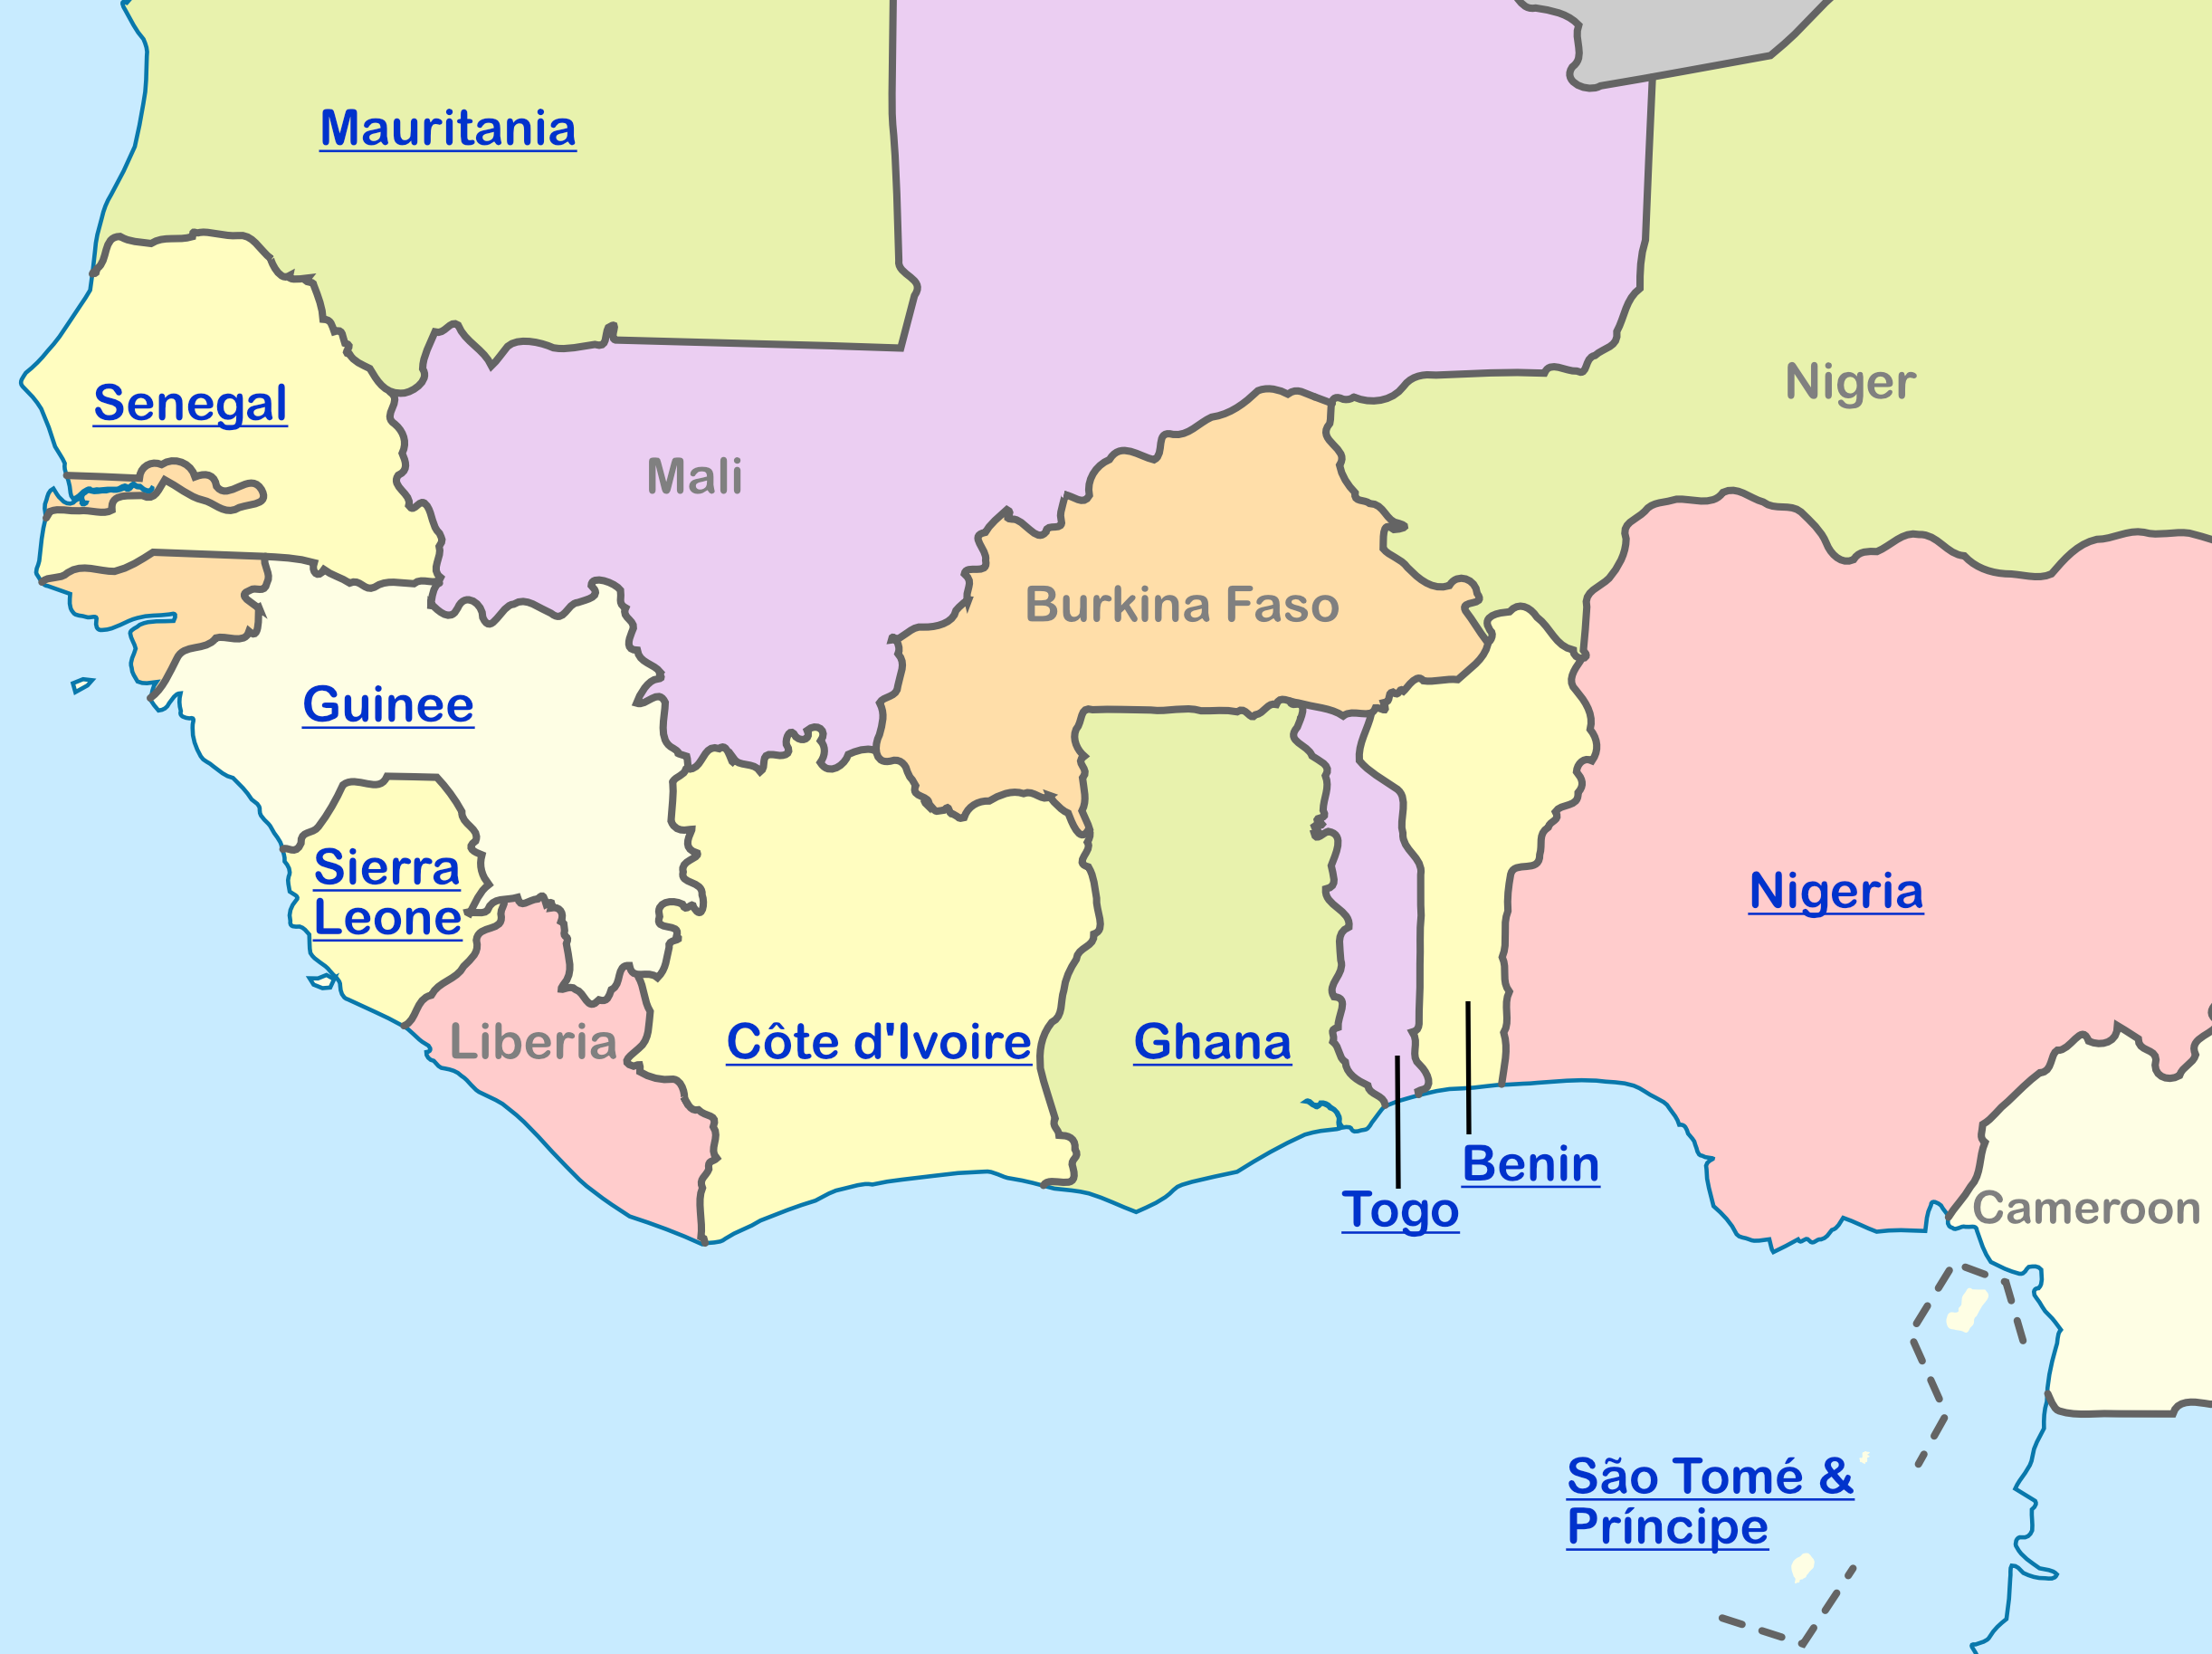 Mauritania
Senegal
Niger
Mali
Burkina Faso
Guinee
Sierra
Leone
Nigeria
Liberia
Côte d'Ivoire
Ghana
Benin
Togo
Cameroon
São Tomé &
Príncipe